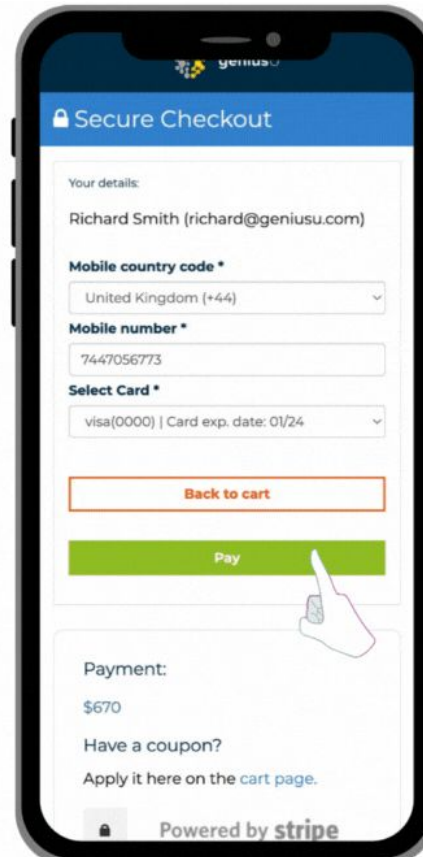 geniusU
Secure Checkout
Your details:
Richard Smith (richard@geniusu.com)
Mobile country code *
United Kingdom (+44)
Mobile number *
7447056773
Select Card *
visa(0000) | Card exp. date: 01/24
Back to cart
Pay
Payment:
$670
Have a coupon?
Apply it here on the cart page.
Powered by stripe